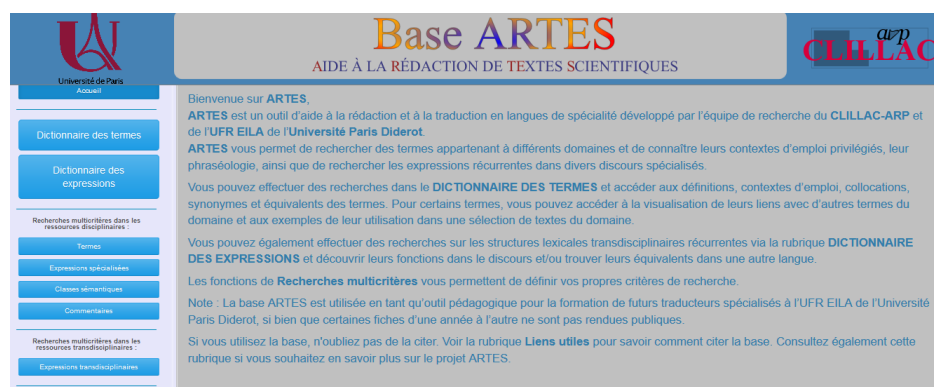 Université de Paris
Base ARTES
AIDE À LA RÉDACTION DE TEXTES SCIENTIFIQUES
arp
CLILLAC
Accueil
Dictionnaire des termes
Dictionnaire des
expressions
Recherches multicritères dans les
ressources disciplinaires :
Termes
Expressions spécialisées
Classes sémantiques
Commentaires
Recherches multicritères dans les
ressources transdisciplinaires :
Expressions transdisciplinaires
Bienvenue sur ARTES,
ARTES est un outil d'aide à la rédaction et à la traduction en langues de spécialité développé par l'équipe de recherche du CLILLAC-ARP et
de l'UFR EILA de l'Université Paris Diderot.
ARTES vous permet de rechercher des termes appartenant à différents domaines et de connaître leurs contextes d'emploi privilégiés, leur
phraséologie, ainsi que de rechercher les expressions récurrentes dans divers discours spécialisés.
Vous pouvez effectuer des recherches dans le DICTIONNAIRE DES TERMES et accéder aux définitions, contextes d'emploi, collocations,
synonymes et équivalents des termes. Pour certains termes, vous pouvez accéder à la visualisation de leurs liens avec d'autres termes du
domaine et aux exemples de leur utilisation dans une sélection de textes du domaine.
Vous pouvez également effectuer des recherches sur les structures lexicales transdisciplinaires récurrentes via la rubrique DICTIONNAIRE
DES EXPRESSIONS et découvrir leurs fonctions dans le discours et/ou trouver leurs équivalents dans une autre langue.
Les fonctions de Recherches multicritères vous permettent de définir vos propres critères de recherche.
Note : La base ARTES est utilisée en tant qu'outil pédagogique pour la formation de futurs traducteurs spécialisés à l'UFR EILA de l'Université
Paris Diderot, si bien que certaines fiches d'une année à l'autre ne sont pas rendues publiques.
Si vous utilisez la base, n'oubliez pas de la citer. Voir la rubrique Liens utiles pour savoir comment citer la base. Consultez également cette
rubrique si vous souhaitez en savoir plus sur le projet ARTES.